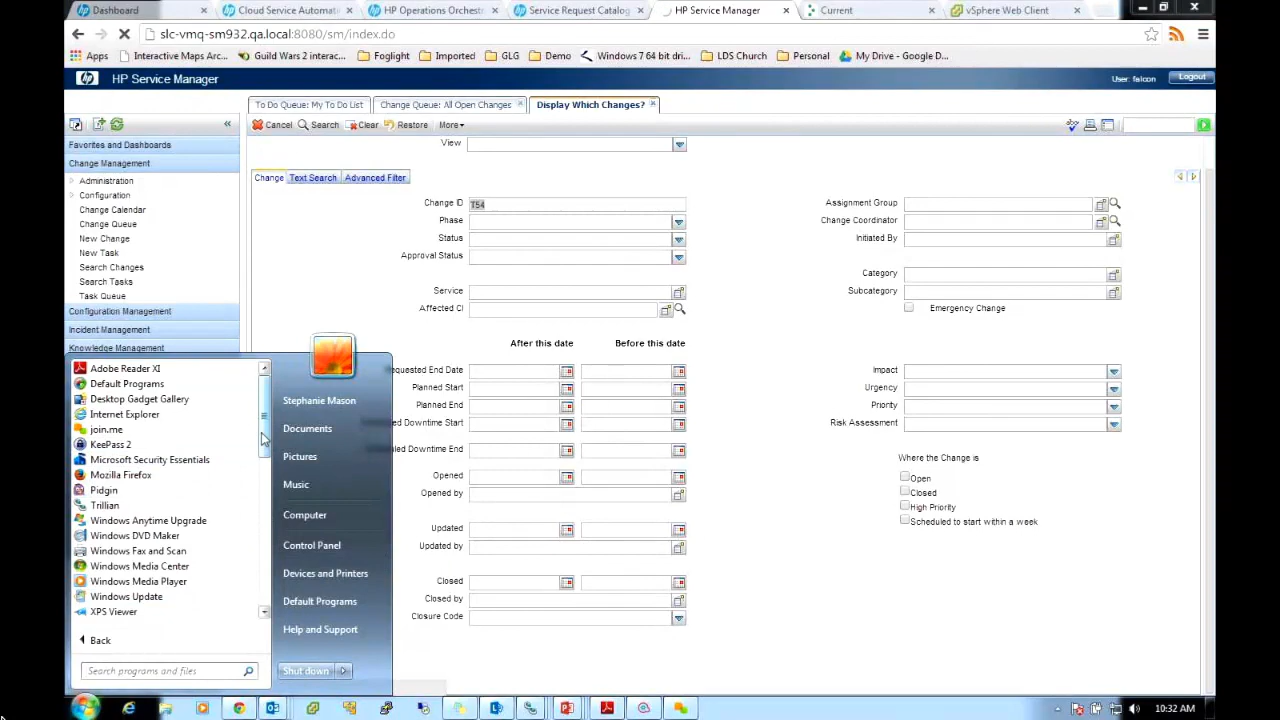 Dashboard
Cloud Service Automati
HP Operations Orchest
Service Request Catalog
HP Service Manager
Current
vSphere Web Client
slc-vmq-sm932.qa.local:8080/sm/index.do
Apps
Interactive Maps Arc...
Guild Wars 2 interac...
Foglight
Imported
GLG
Demo
Windows 7 64 bit dri...
LDS Church
Personal
My Drive - Google D...
HP Service Manager
User: falcon
Logout
To Do Queue: My To Do List
Change Queue: All Open Changes
Display Which Changes?
Cancel
Search
Clear
Restore
More
Favorites and Dashboards
Change Management
Administration
Configuration
Change Calendar
Change Queue
New Change
New Task
Search Changes
Search Tasks
Task Queue
Configuration Management
Incident Management
Knowledge Management
View
Change
Text Search
Advanced Filter
Change ID
T54
Phase
Status
Approval Status
Service
Affected CI
Assignment Group
Change Coordinator
Initiated By
Category
Subcategory
Emergency Change
After this date
Before this date
equested End Date
Planned Start
Planned End
Downtime Start
Downtime End
Opened
Opened by
Updated
Updated by
Closed
Closed by
Closure Code
Impact
Urgency
Priority
Risk Assessment
Where the Change is
Open
Closed
High Priority
Scheduled to start within a week
Adobe Reader XI
Default Programs
Desktop Gadget Gallery
Internet Explorer
join.me
KeePass 2
Microsoft Security Essentials
Mozilla Firefox
Pidgin
Trillian
Windows Anytime Upgrade
Windows DVD Maker
Windows Fax and Scan
Windows Media Center
Windows Media Player
Windows Update
XPS Viewer
Back
Search programs and files
Stephanie Mason
Documents
Pictures
Music
Computer
Control Panel
Devices and Printers
Default Programs
Help and Support
Shut down
10:32 AM